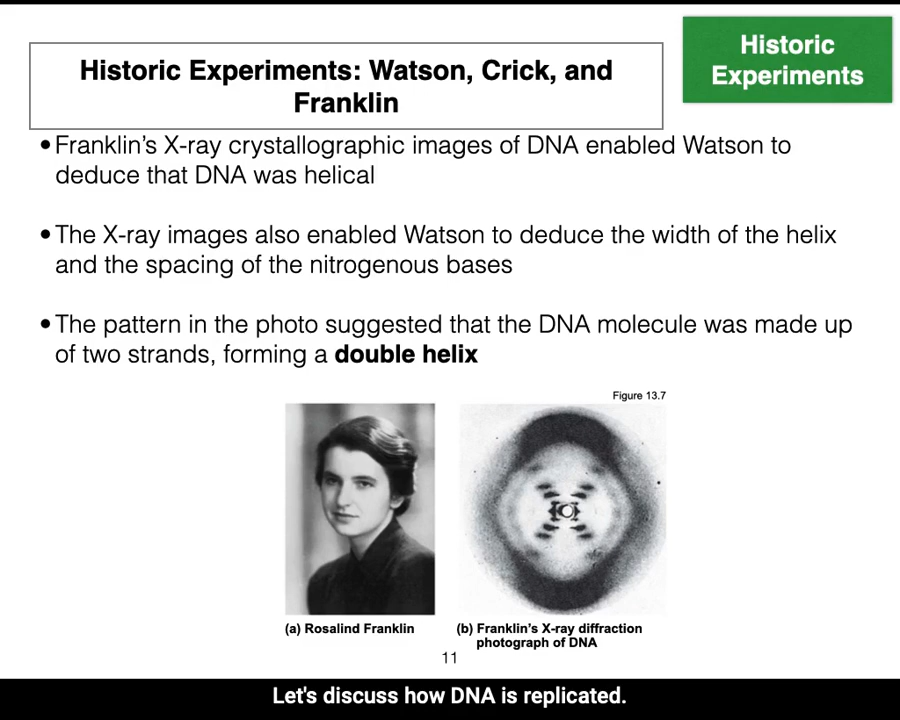 Historic Experiments: Watson, Crick, and
Franklin
Historic
Experiments
•Franklin’s X-ray crystallographic images of DNA enabled Watson to
deduce that DNA was helical
•The X-ray images also enabled Watson to deduce the width of the helix
and the spacing of the nitrogenous bases
•The pattern in the photo suggested that the DNA molecule was made up
of two strands, forming a double helix
Figure 13.7
(a) Rosalind Franklin
(b) Franklin’s X-ray diffraction
photograph of DNA
11
Let's discuss how DNA is replicated.